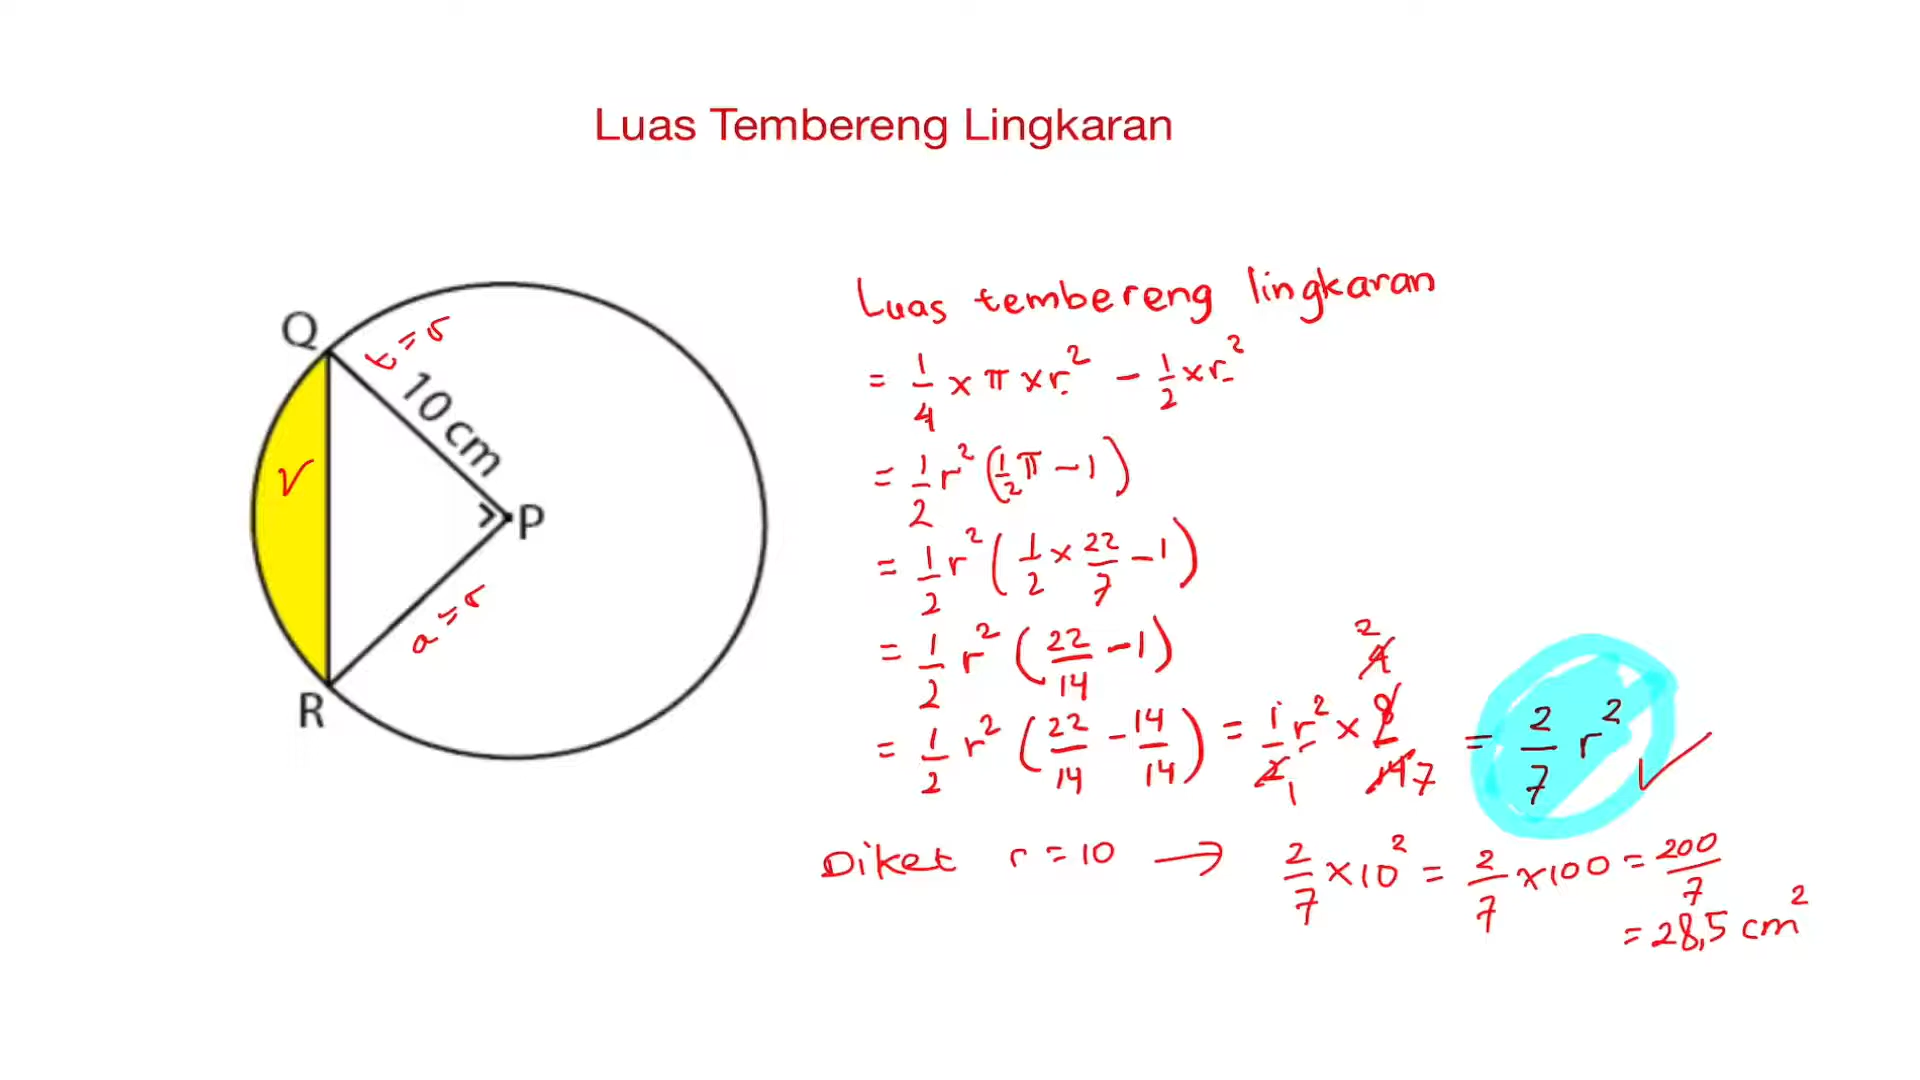 Luas Tembereng Lingkaran
Q
t = r
10 cm
P
a = r
R
Luas tembereng lingkaran
= 1/4 × π × r² − 1/2 × r²
= 1/2 r² (1/2 π − 1)
= 1/2 r² (1/2 × 22/7 − 1)
= 1/2 r² (22/14 − 1)
= 1/2 r² (22/14 − 14/14) = 1/2 r² × 8/14 = 2/7 r²
Diket r = 10 → 2/7 × 10² = 2/7 × 100 = 200/7
= 28,5 cm²